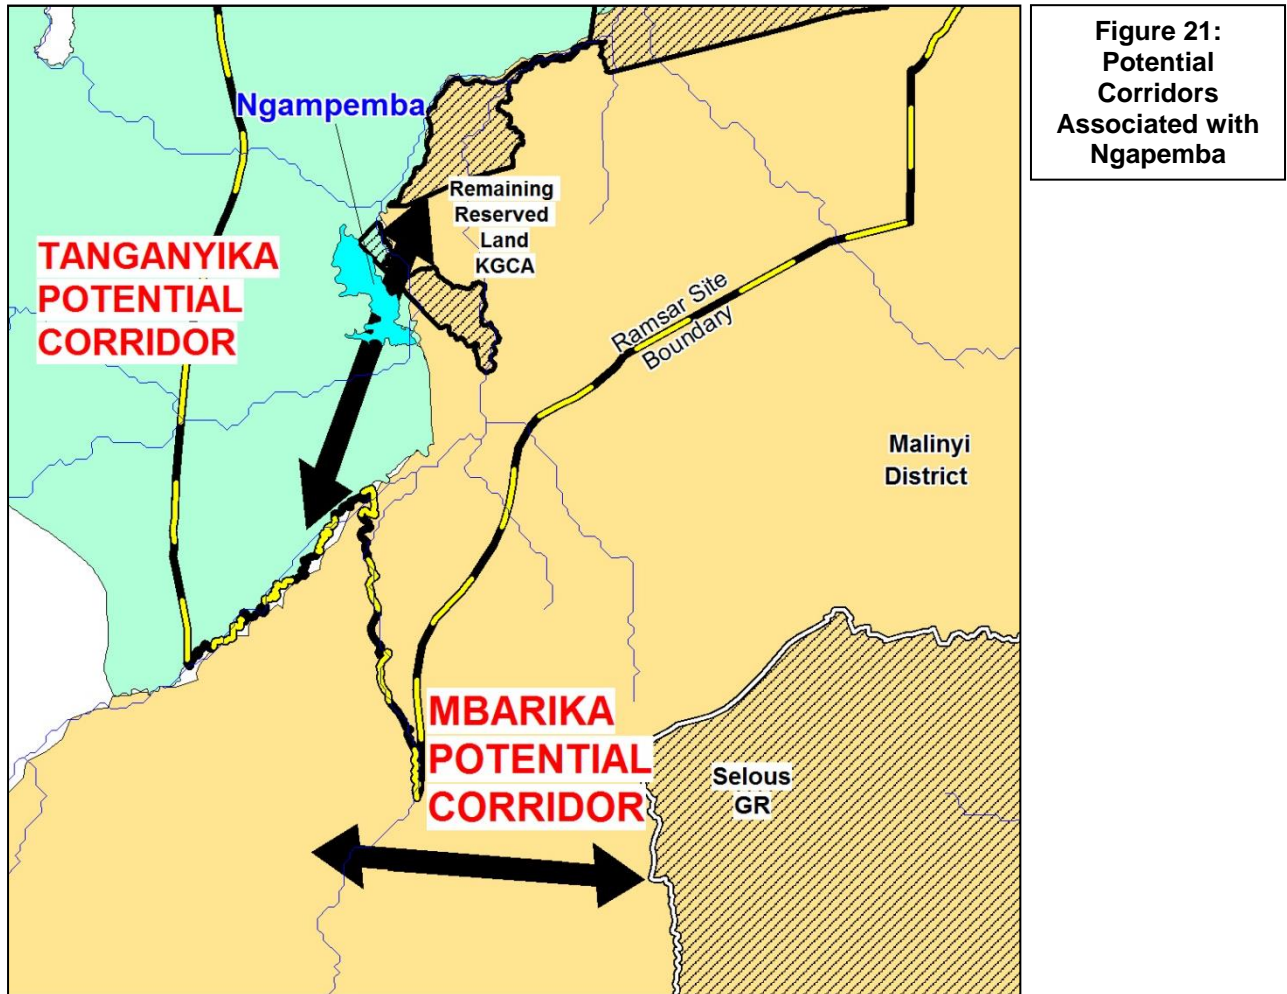 Figure 21:
Potential
Corridors
Associated with
Ngapemba
Ngampemba
Remaining
Reserved
Land
KGCA
TANGANYIKA
POTENTIAL
CORRIDOR
Ramsar Site
Boundary
Malinyi
District
MBARIKA
POTENTIAL
CORRIDOR
Selous
GR